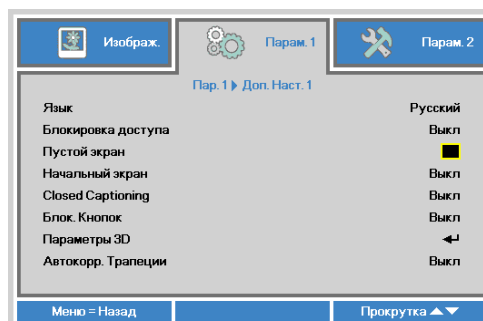 Изображ.
Парам. 1
Парам. 2
Пар. 1 Доп. Наст. 1
Язык Русский
Блокировка доступа Выкл
Пустой экран
Начальный экран Выкл
Closed Captioning Выкл
Блок. Кнопок Выкл
Параметры 3D
Автокорр. Трапеции Выкл
Меню = Назад
Прокрутка